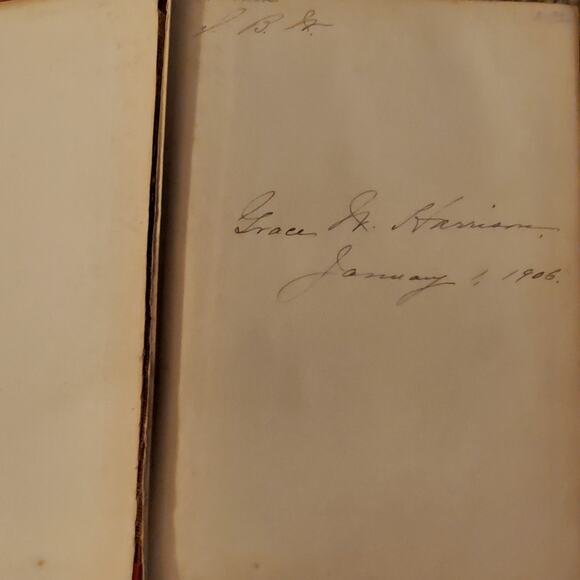 B. H.
Grace H. Harrison.
January 1, 1906.